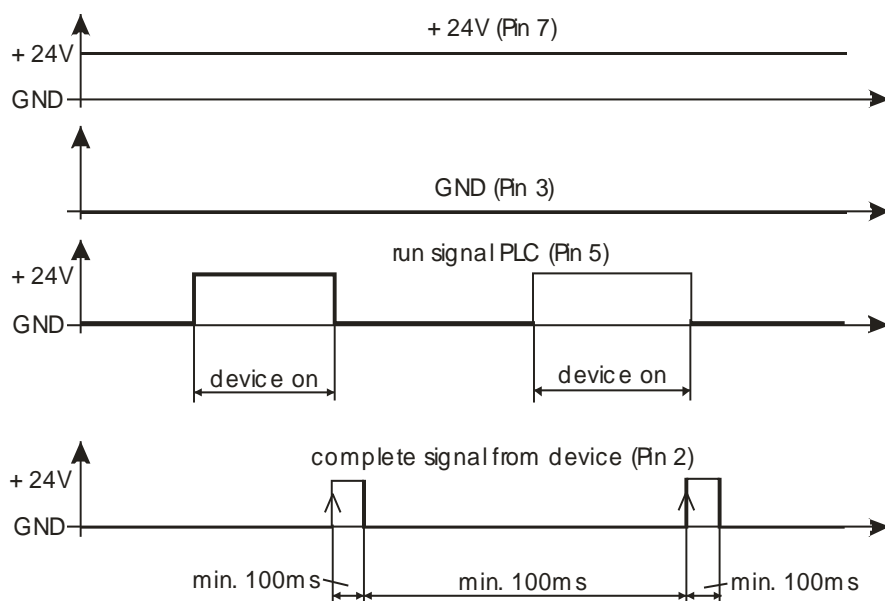 + 24V (Pin 7)
+ 24V
GND
GND (Pin 3)
run signal PLC (Pin 5)
+ 24V
GND
device on
device on
complete signal from device (Pin 2)
+ 24V
GND
min. 100ms
min. 100ms
min. 100ms